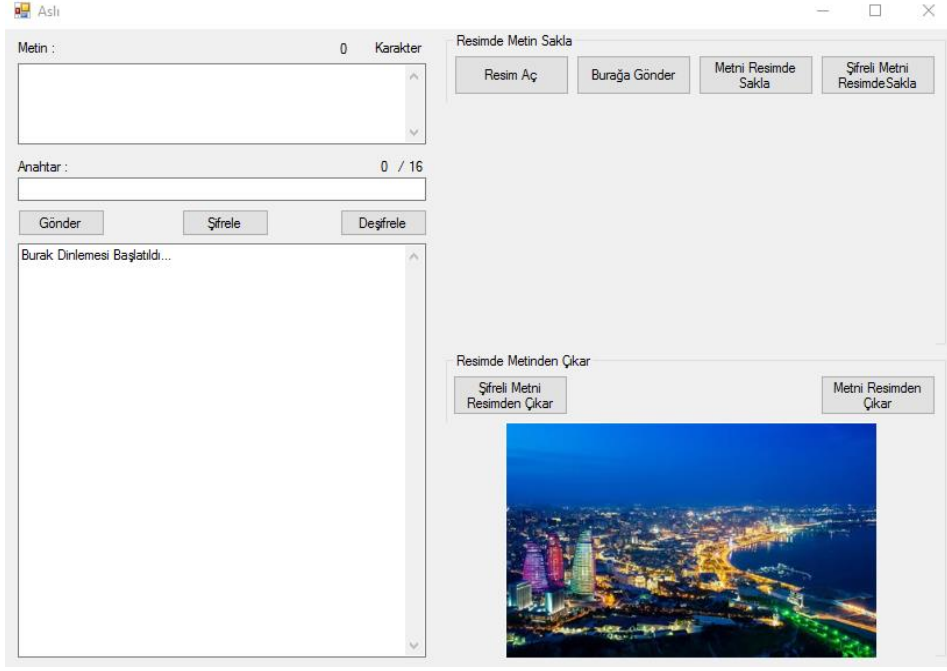 Aslı
Metin :
0 Karakter
Anahtar :
0 / 16
Gönder
Şifrele
Deşifrele
Burak Dinlemesi Başlatıldı...
Resimde Metin Sakla
Resim Aç
Burağa Gönder
Metni Resimde
Sakla
Şifreli Metni
ResimdeSakla
Resimde Metinden Çıkar
Şifreli Metni
Resimden Çıkar
Metni Resimden
Çıkar